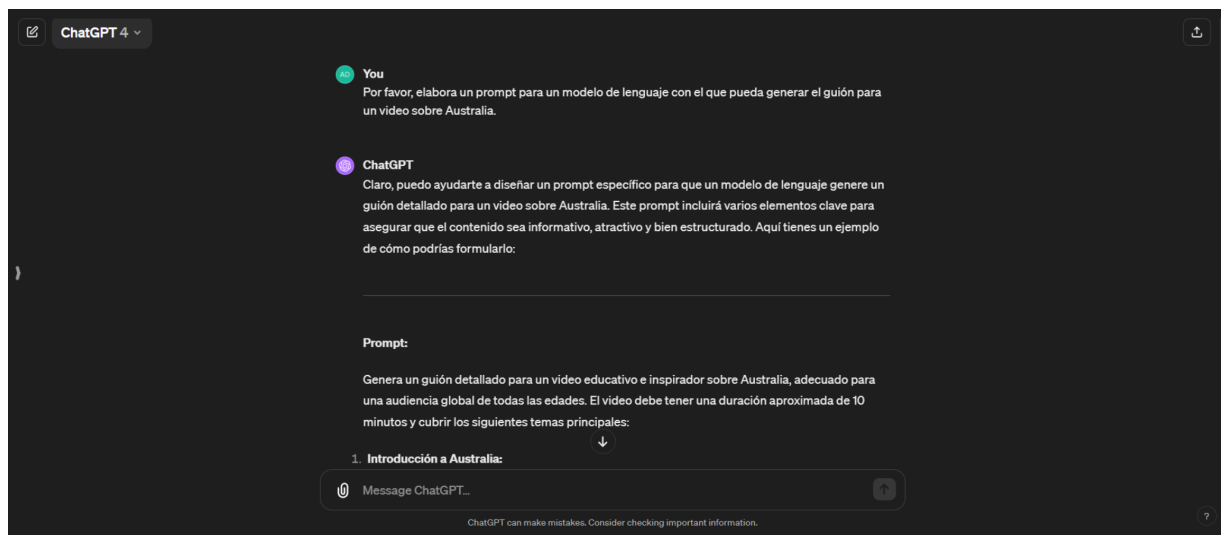 ChatGPT 4
AD
You
Por favor, elabora un prompt para un modelo de lenguaje con el que pueda generar el guión para
un video sobre Australia.
ChatGPT
Claro, puedo ayudarte a diseñar un prompt específico para que un modelo de lenguaje genere un
guión detallado para un video sobre Australia. Este prompt incluirá varios elementos clave para
asegurar que el contenido sea informativo, atractivo y bien estructurado. Aquí tienes un ejemplo
de cómo podrías formularlo:
Prompt:
Genera un guión detallado para un video educativo e inspirador sobre Australia, adecuado para
una audiencia global de todas las edades. El video debe tener una duración aproximada de 10
minutos y cubrir los siguientes temas principales:
1. Introducción a Australia:
Message ChatGPT...
ChatGPT can make mistakes. Consider checking important information.
?